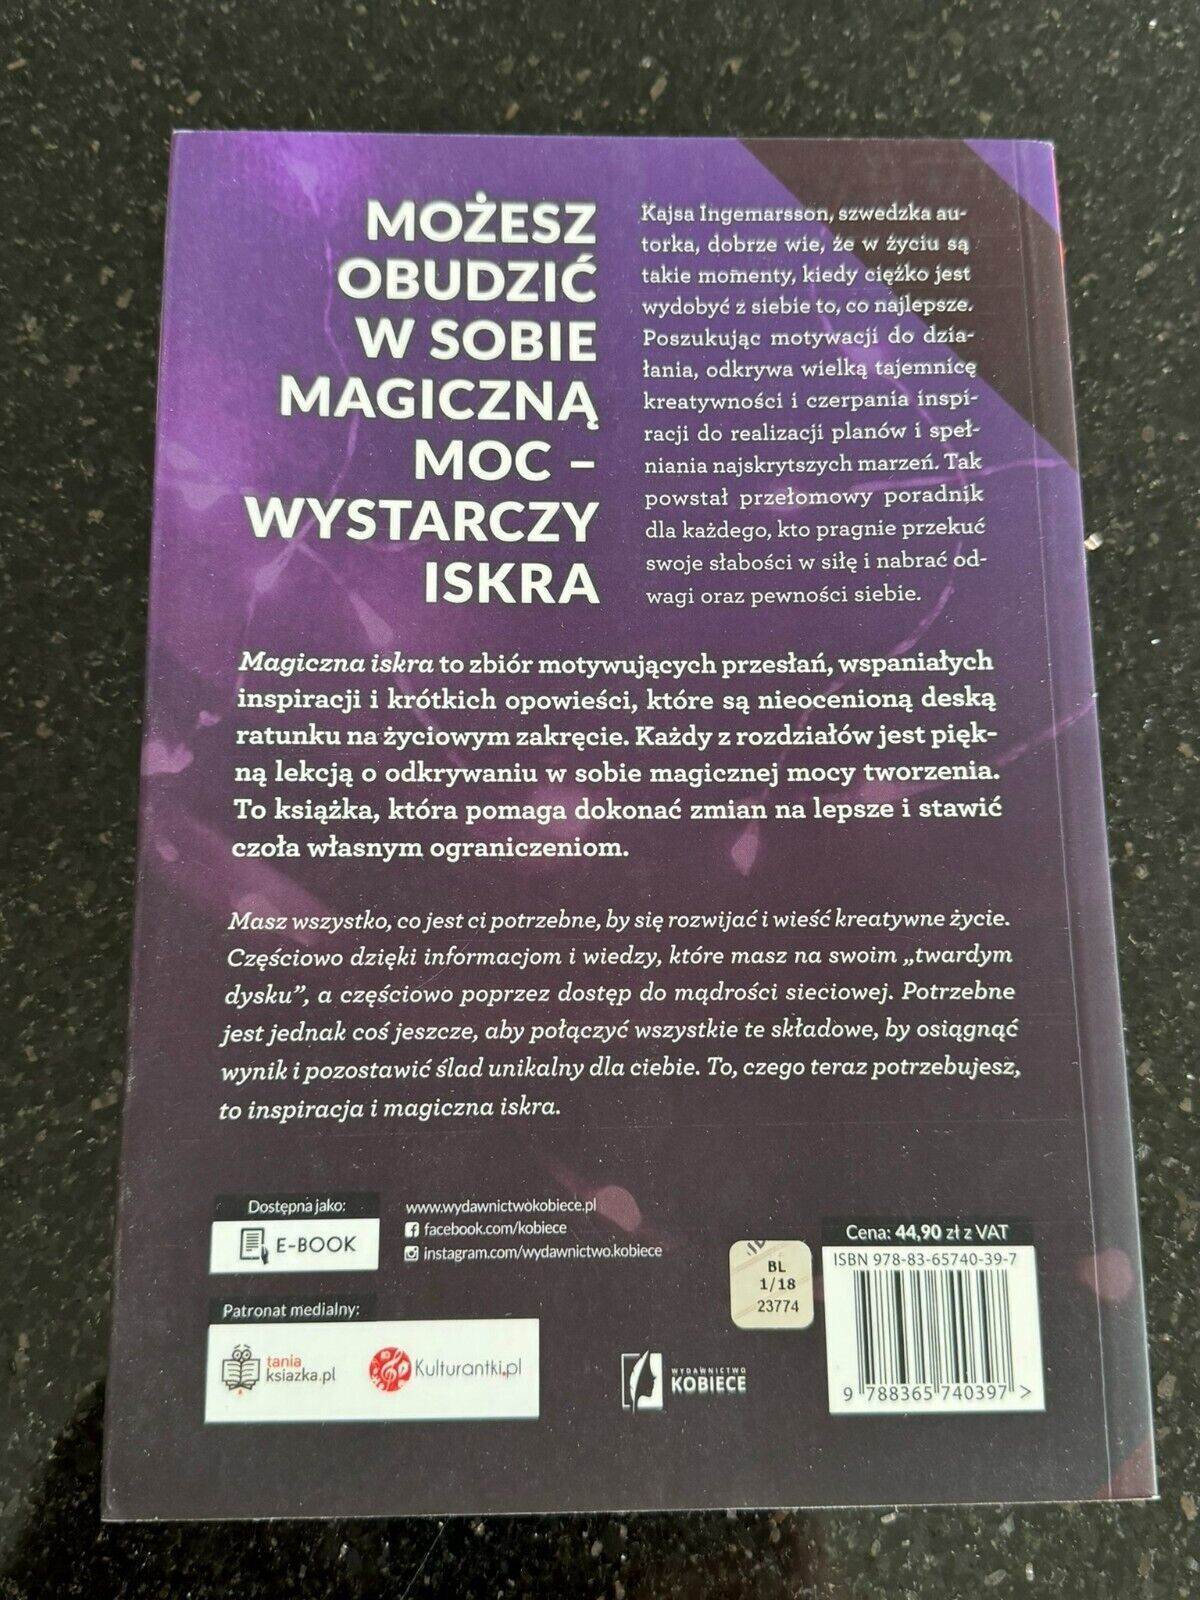 MOŻESZ
OBUDZIĆ
W SOBIE
MAGICZNĄ
MOC –
WYSTARCZY
ISKRA
Kajsa Ingemarsson, szwedzka au-
torka, dobrze wie, że w życiu są
takie momenty, kiedy ciężko jest
wydobyć z siebie to, co najlepsze.
Poszukując motywacji do dzia-
łania, odkrywa wielką tajemnicę
kreatywności i czerpania inspi-
racji do realizacji planów i speł-
niania najskrytszych marzeń. Tak
powstał przełomowy poradnik
dla każdego, kto pragnie przekuć
swoje słabości w siłę i nabrać od-
wagi oraz pewności siebie.
Magiczna iskra to zbiór motywujących przesłań, wspaniałych
inspiracji i krótkich opowieści, które są nieocenioną deską
ratunku na życiowym zakręcie. Każdy z rozdziałów jest pięk-
ną lekcją o odkrywaniu w sobie magicznej mocy tworzenia.
To książka, która pomaga dokonać zmian na lepsze i stawić
czoła własnym ograniczeniom.
Masz wszystko, co jest ci potrzebne, by się rozwijać i wieść kreatywne życie.
Częściowo dzięki informacjom i wiedzy, które masz na swoim „twardym
dysku”, a częściowo poprzez dostęp do mądrości sieciowej. Potrzebne
jest jednak coś jeszcze, aby połączyć wszystkie te składowe, by osiągnąć
wynik i pozostawić ślad unikalny dla ciebie. To, czego teraz potrzebujesz,
to inspiracja i magiczna iskra.
Dostępna jako:
E-BOOK
www.wydawnictwokobiece.pl
facebook.com/kobiece
instagram.com/wydawnictwo.kobiece
Patronat medialny:
tania
ksiazka.pl
Kulturantki.pl
WYDAWNICTWO
KOBIECE
BL
1/18
23774
Cena: 44,90 zł z VAT
ISBN 978-83-65740-39-7
9 788365 740397 >